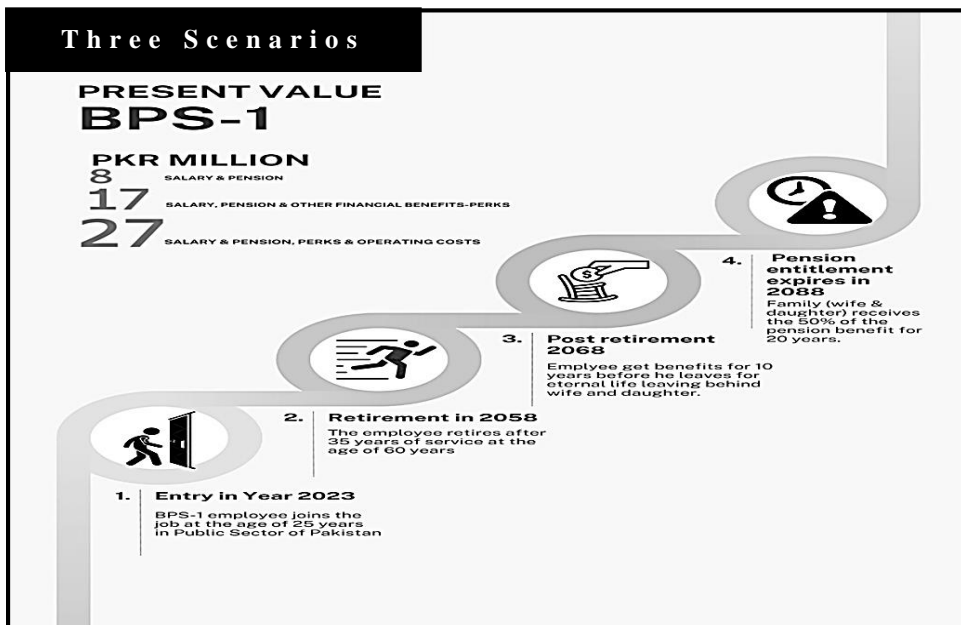 Three Scenarios
PRESENT VALUE
BPS-1
PKR MILLION
8 SALARY & PENSION
17 SALARY, PENSION & OTHER FINANCIAL BENEFITS-PERKS
27 SALARY & PENSION, PERKS & OPERATING COSTS
4. Pension
entitlement
expires in
2088
Family (wife &
daughter) receives
the 50% of the
pension benefit for
20 years.
3. Post retirement
2068
Emplyee get benefits for 10
years before he leaves for
eternal life leaving behind
wife and daughter.
2. Retirement in 2058
The employee retires after
35 years of service at the
age of 60 years
1. Entry in Year 2023
BPS-1 employee joins the
job at the age of 25 years
in Public Sector of Pakistan